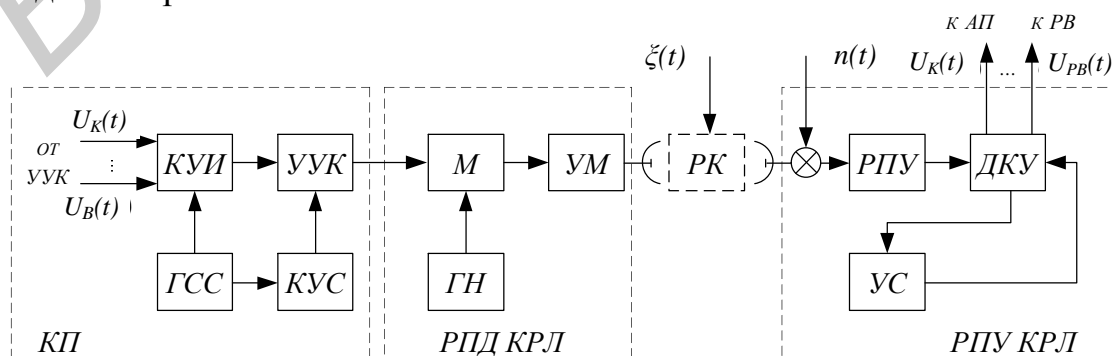 к АП
к РВ
ξ(t)
n(t)
U_K(t)
...
U_РВ(t)
U_K(t)
от
УУК
U_B(t)
КУИ
УУК
М
УМ
РК
РПУ
ДКУ
ГСС
КУС
ГН
УС
КП
РПД КРЛ
РПУ КРЛ